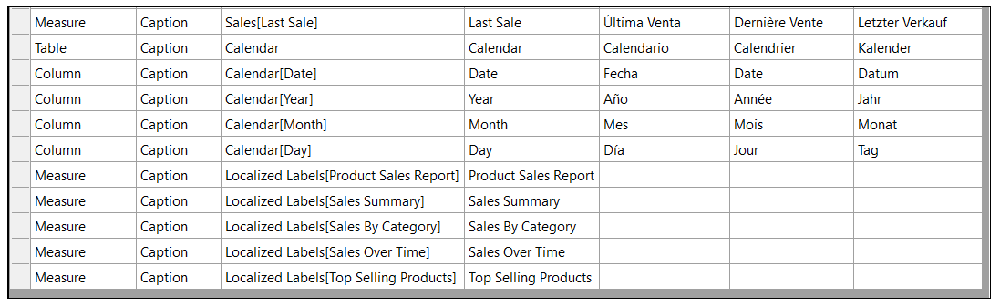 Measure Caption Sales[Last Sale] Last Sale Última Venta Dernière Vente Letzter Verkauf
Table Caption Calendar Calendar Calendario Calendrier Kalender
Column Caption Calendar[Date] Date Fecha Date Datum
Column Caption Calendar[Year] Year Año Année Jahr
Column Caption Calendar[Month] Month Mes Mois Monat
Column Caption Calendar[Day] Day Día Jour Tag
Measure Caption Localized Labels[Product Sales Report] Product Sales Report
Measure Caption Localized Labels[Sales Summary] Sales Summary
Measure Caption Localized Labels[Sales By Category] Sales By Category
Measure Caption Localized Labels[Sales Over Time] Sales Over Time
Measure Caption Localized Labels[Top Selling Products] Top Selling Products